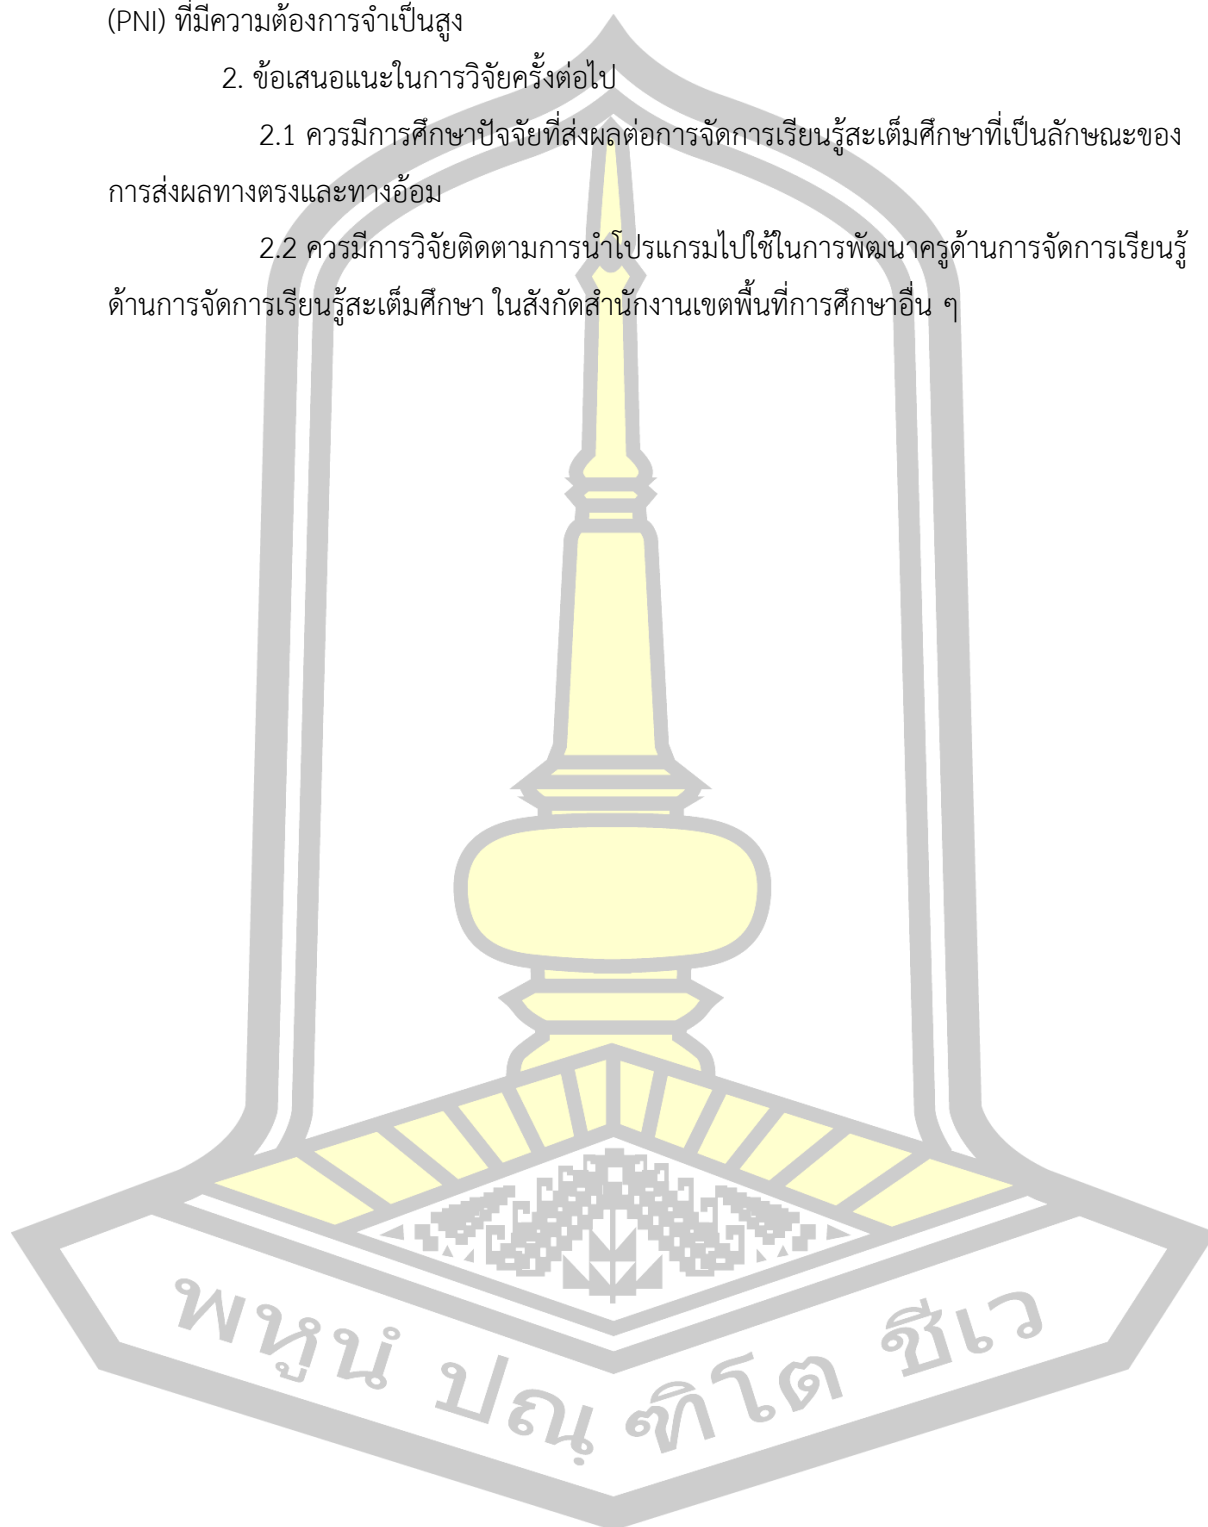 (PNI) ที่มีความต้องการจำเป็นสูง
2. ข้อเสนอแนะในการวิจัยครั้งต่อไป
2.1 ควรมีการศึกษาปัจจัยที่ส่งผลต่อการจัดการเรียนรู้สะเต็มศึกษาที่เป็นลักษณะของ
การส่งผลทางตรงและทางอ้อม
2.2 ควรมีการวิจัยติดตามการนำโปรแกรมไปใช้ในการพัฒนาครูด้านการจัดการเรียนรู้
ด้านการจัดการเรียนรู้สะเต็มศึกษา ในสังกัดสำนักงานเขตพื้นที่การศึกษาอื่น ๆ
พหูนํ ปณฺฑิโต ชีเว